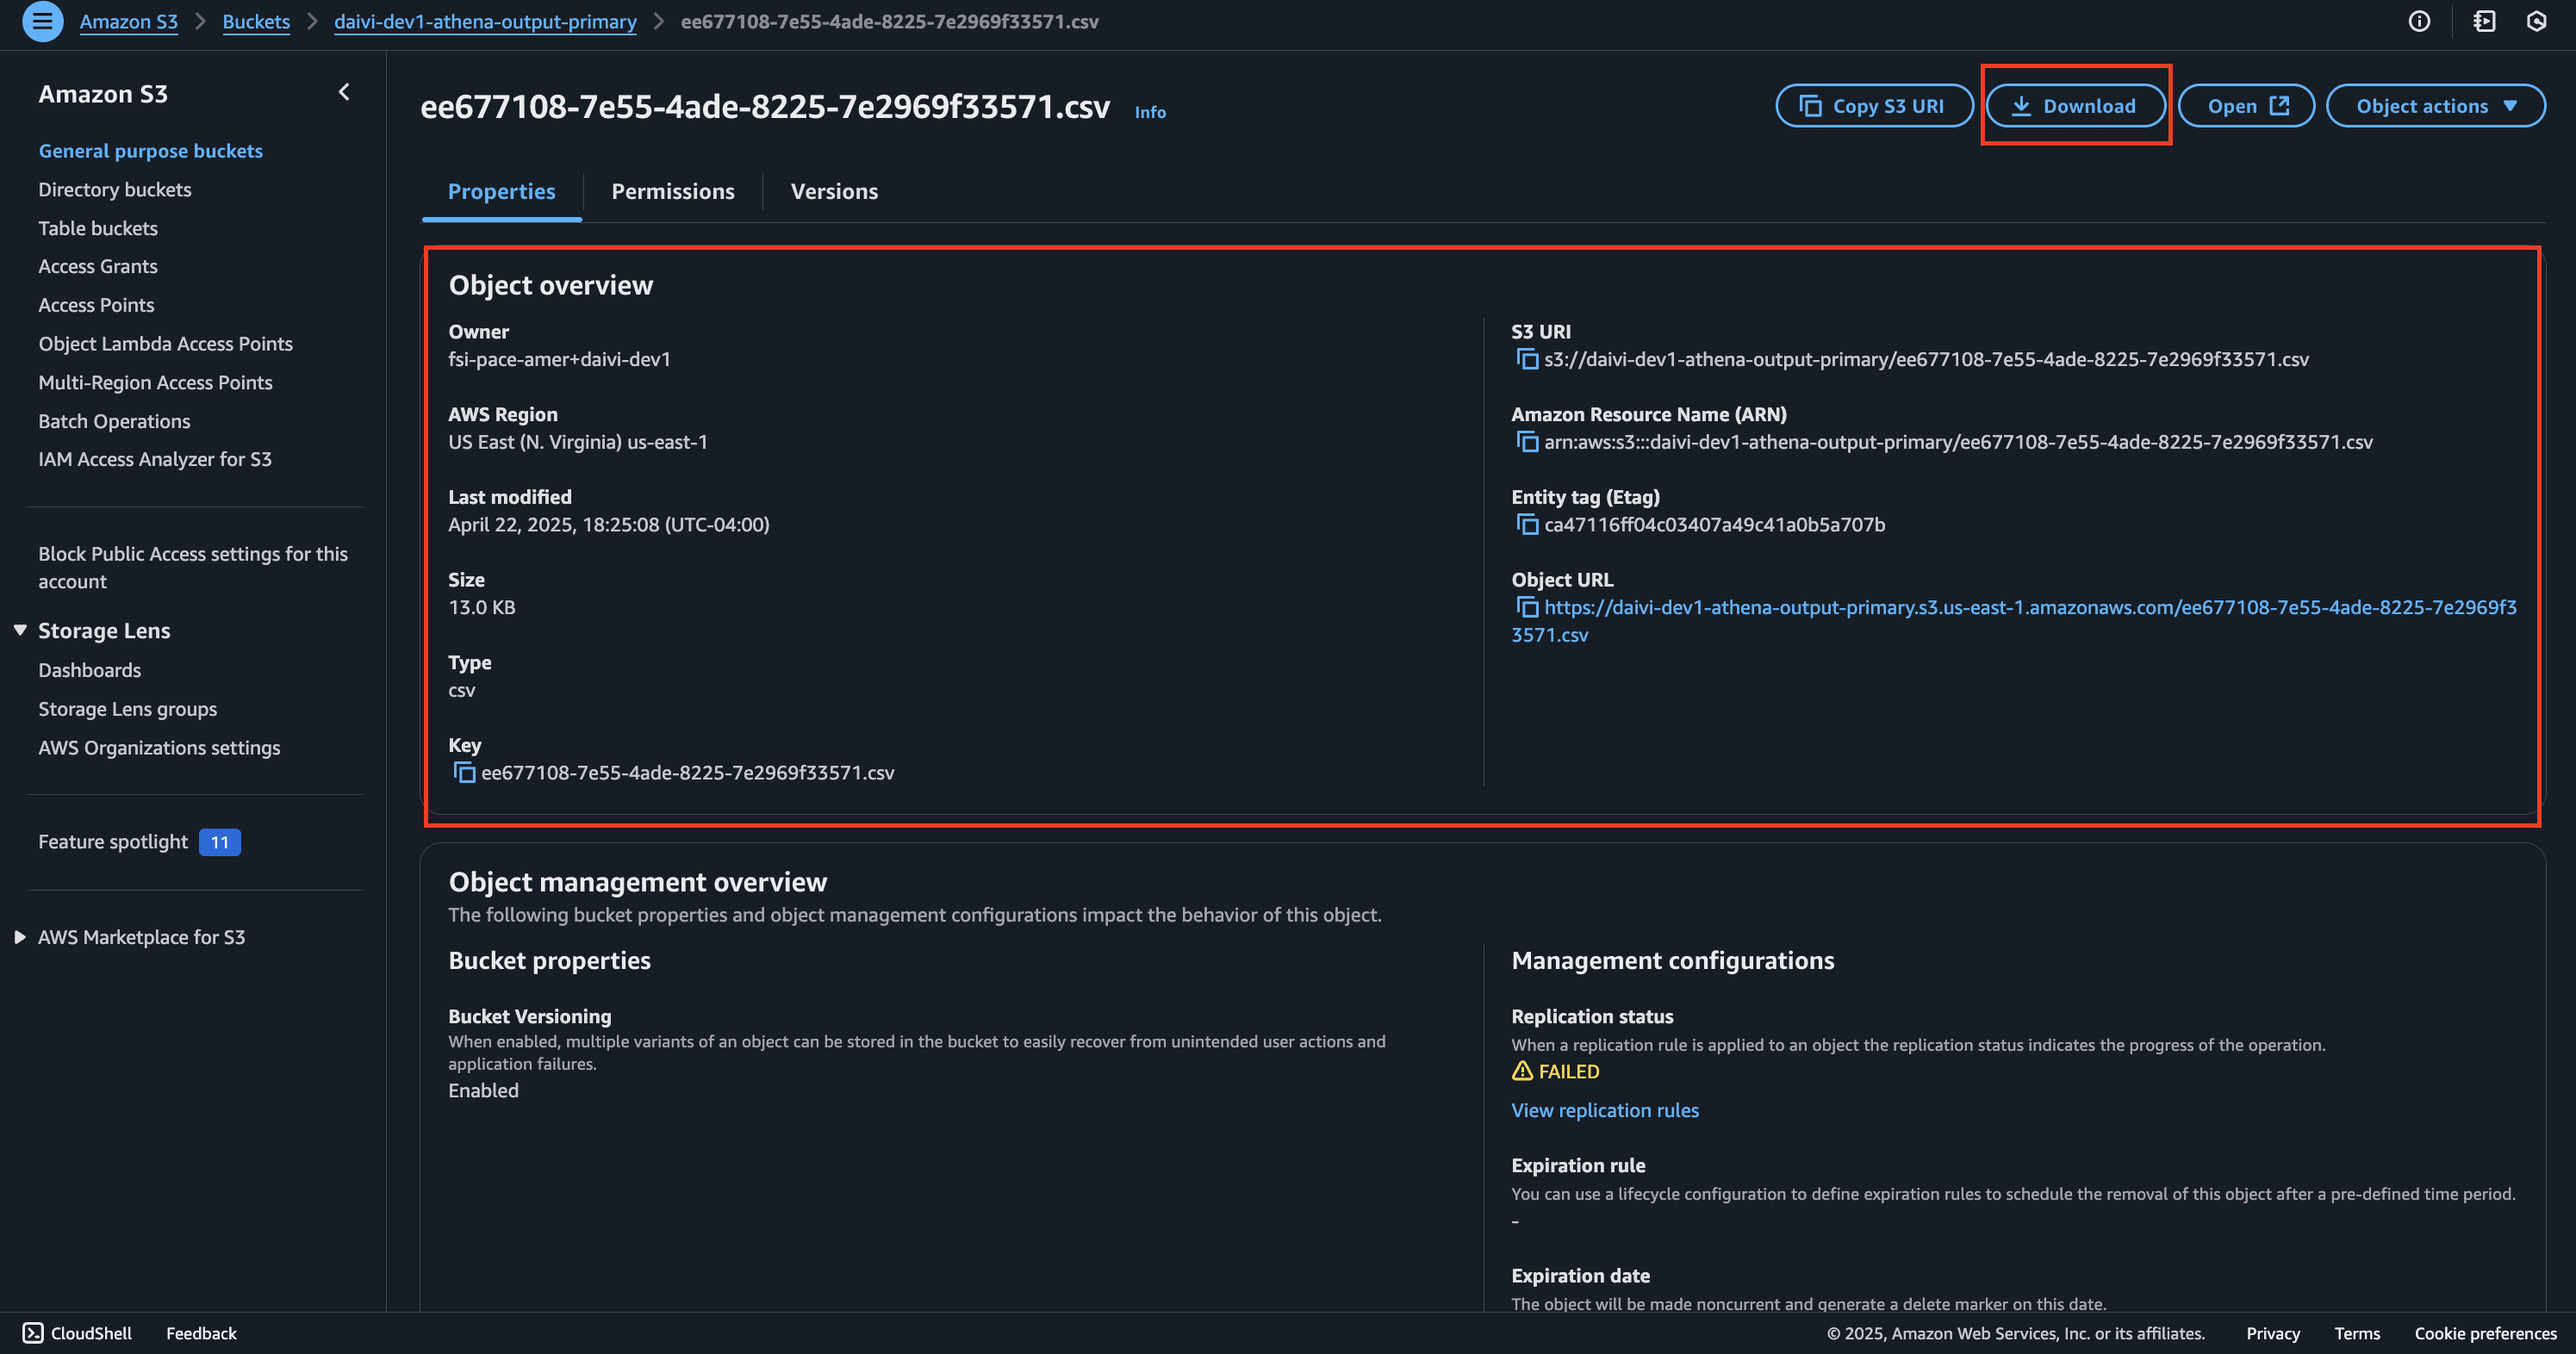 Amazon S3 > Buckets > daivi-dev1-athena-output-primary > ee677108-7e55-4ade-8225-7e2969f33571.csv
Amazon S3
General purpose buckets
Directory buckets
Table buckets
Access Grants
Access Points
Object Lambda Access Points
Multi-Region Access Points
Batch Operations
IAM Access Analyzer for S3
Block Public Access settings for this
account
Storage Lens
Dashboards
Storage Lens groups
AWS Organizations settings
Feature spotlight 11
AWS Marketplace for S3
ee677108-7e55-4ade-8225-7e2969f33571.csv Info
Copy S3 URI
Download
Open
Object actions
Properties
Permissions
Versions
Object overview
Owner
fsi-pace-amer+daivi-dev1
AWS Region
US East (N. Virginia) us-east-1
Last modified
April 22, 2025, 18:25:08 (UTC-04:00)
Size
13.0 KB
Type
csv
Key
ee677108-7e55-4ade-8225-7e2969f33571.csv
S3 URI
s3://daivi-dev1-athena-output-primary/ee677108-7e55-4ade-8225-7e2969f33571.csv
Amazon Resource Name (ARN)
arn:aws:s3:::daivi-dev1-athena-output-primary/ee677108-7e55-4ade-8225-7e2969f33571.csv
Entity tag (Etag)
ca47116ff04c03407a49c41a0b5a707b
Object URL
https://daivi-dev1-athena-output-primary.s3.us-east-1.amazonaws.com/ee677108-7e55-4ade-8225-7e2969f3
3571.csv
Object management overview
The following bucket properties and object management configurations impact the behavior of this object.
Bucket properties
Bucket Versioning
When enabled, multiple variants of an object can be stored in the bucket to easily recover from unintended user actions and
application failures.
Enabled
Management configurations
Replication status
When a replication rule is applied to an object the replication status indicates the progress of the operation.
FAILED
View replication rules
Expiration rule
You can use a lifecycle configuration to define expiration rules to schedule the removal of this object after a pre-defined time period.
-
Expiration date
The object will be made noncurrent and generate a delete marker on this date.
CloudShell
Feedback
© 2025, Amazon Web Services, Inc. or its affiliates.
Privacy
Terms
Cookie preferences